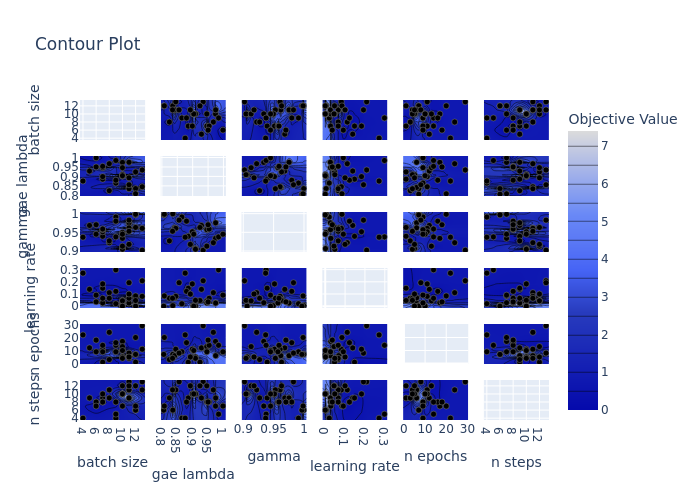 Contour Plot
Objective Value
batch size
12
10
8
6
4
gae lambda
1
0.95
0.9
0.85
0.8
gamma
1
0.95
0.9
learning rate
0.3
0.2
0.1
0
n epochs
30
20
10
0
n steps
12
10
8
6
4
4 6 8 10 12
0.8 0.85 0.9 0.95 1
0.9 0.95 1
0 0.1 0.2 0.3
0 10 20 30
4 6 8 10 12
batch size
gae lambda
gamma
learning rate
n epochs
n steps
7
6
5
4
3
2
1
0